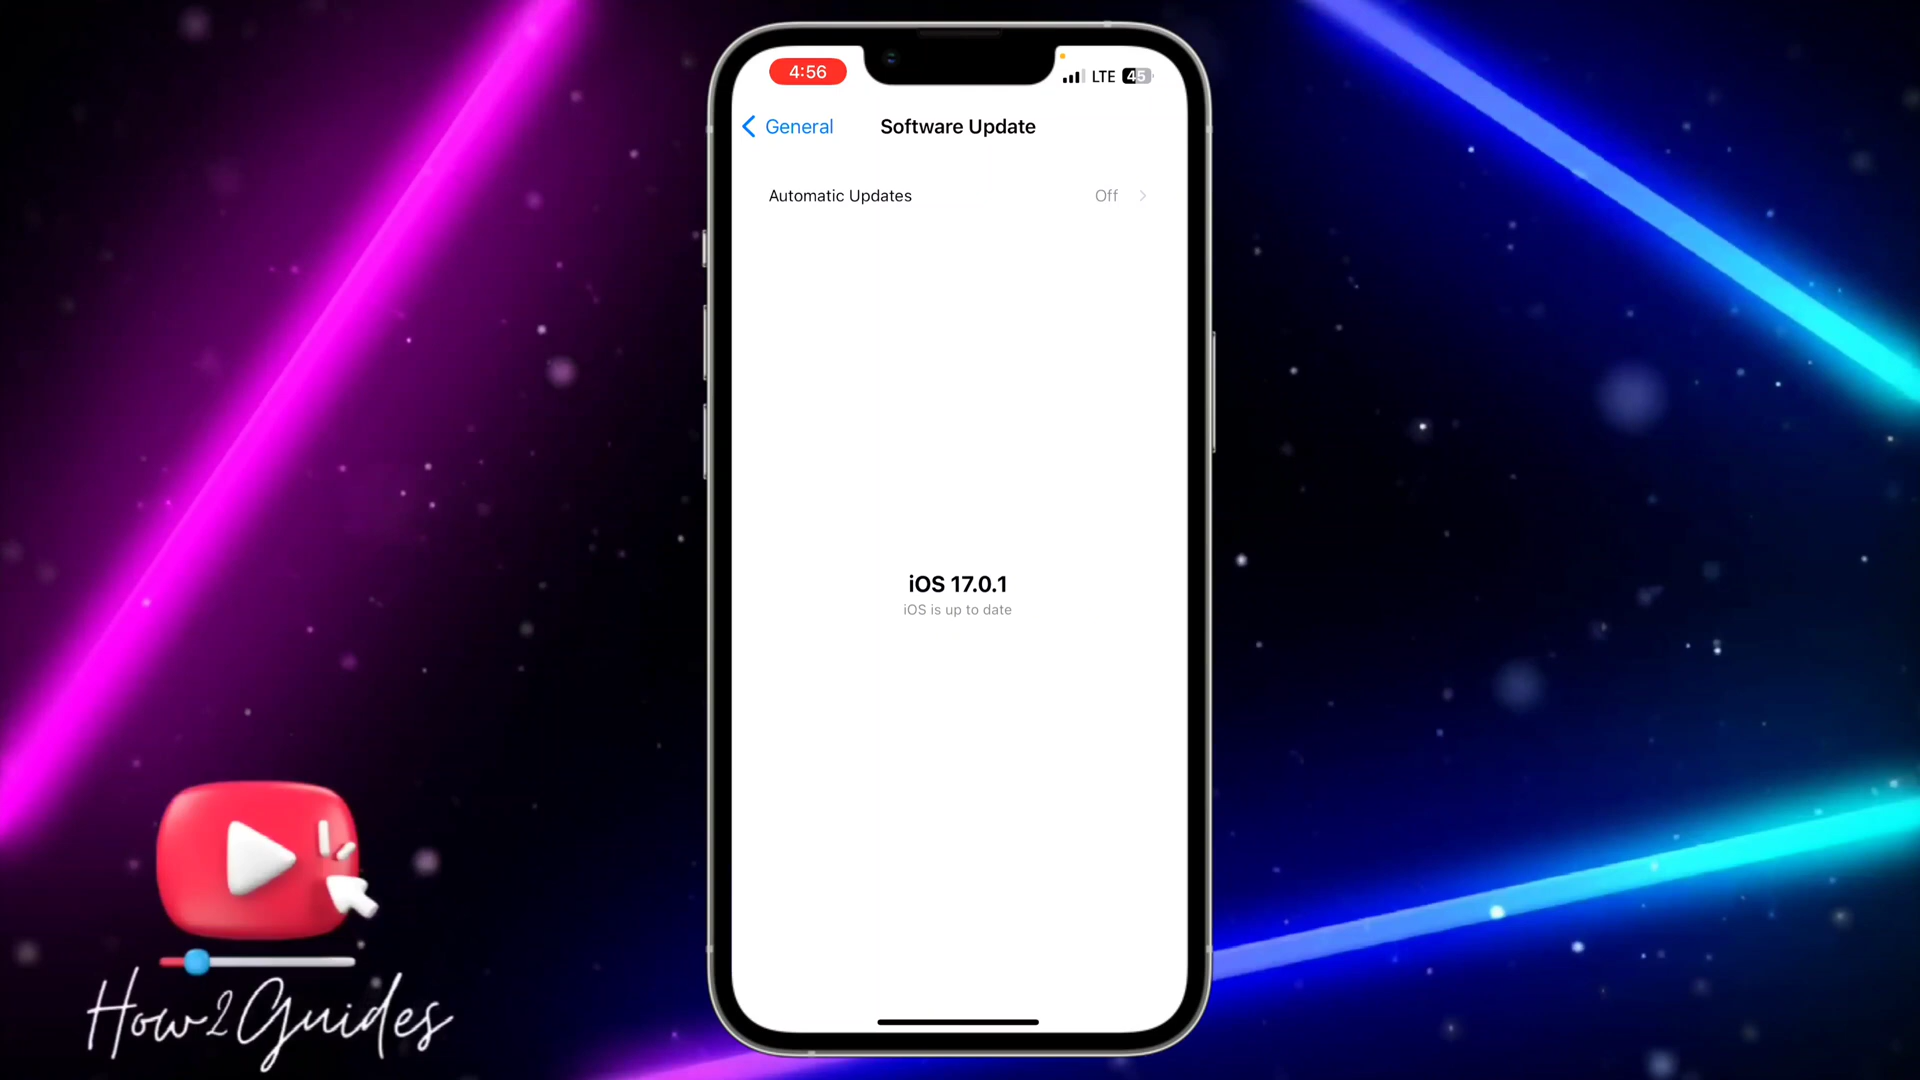 4:56
LTE 45
General
Software Update
Automatic Updates
Off
iOS 17.0.1
iOS is up to date
How2Guides